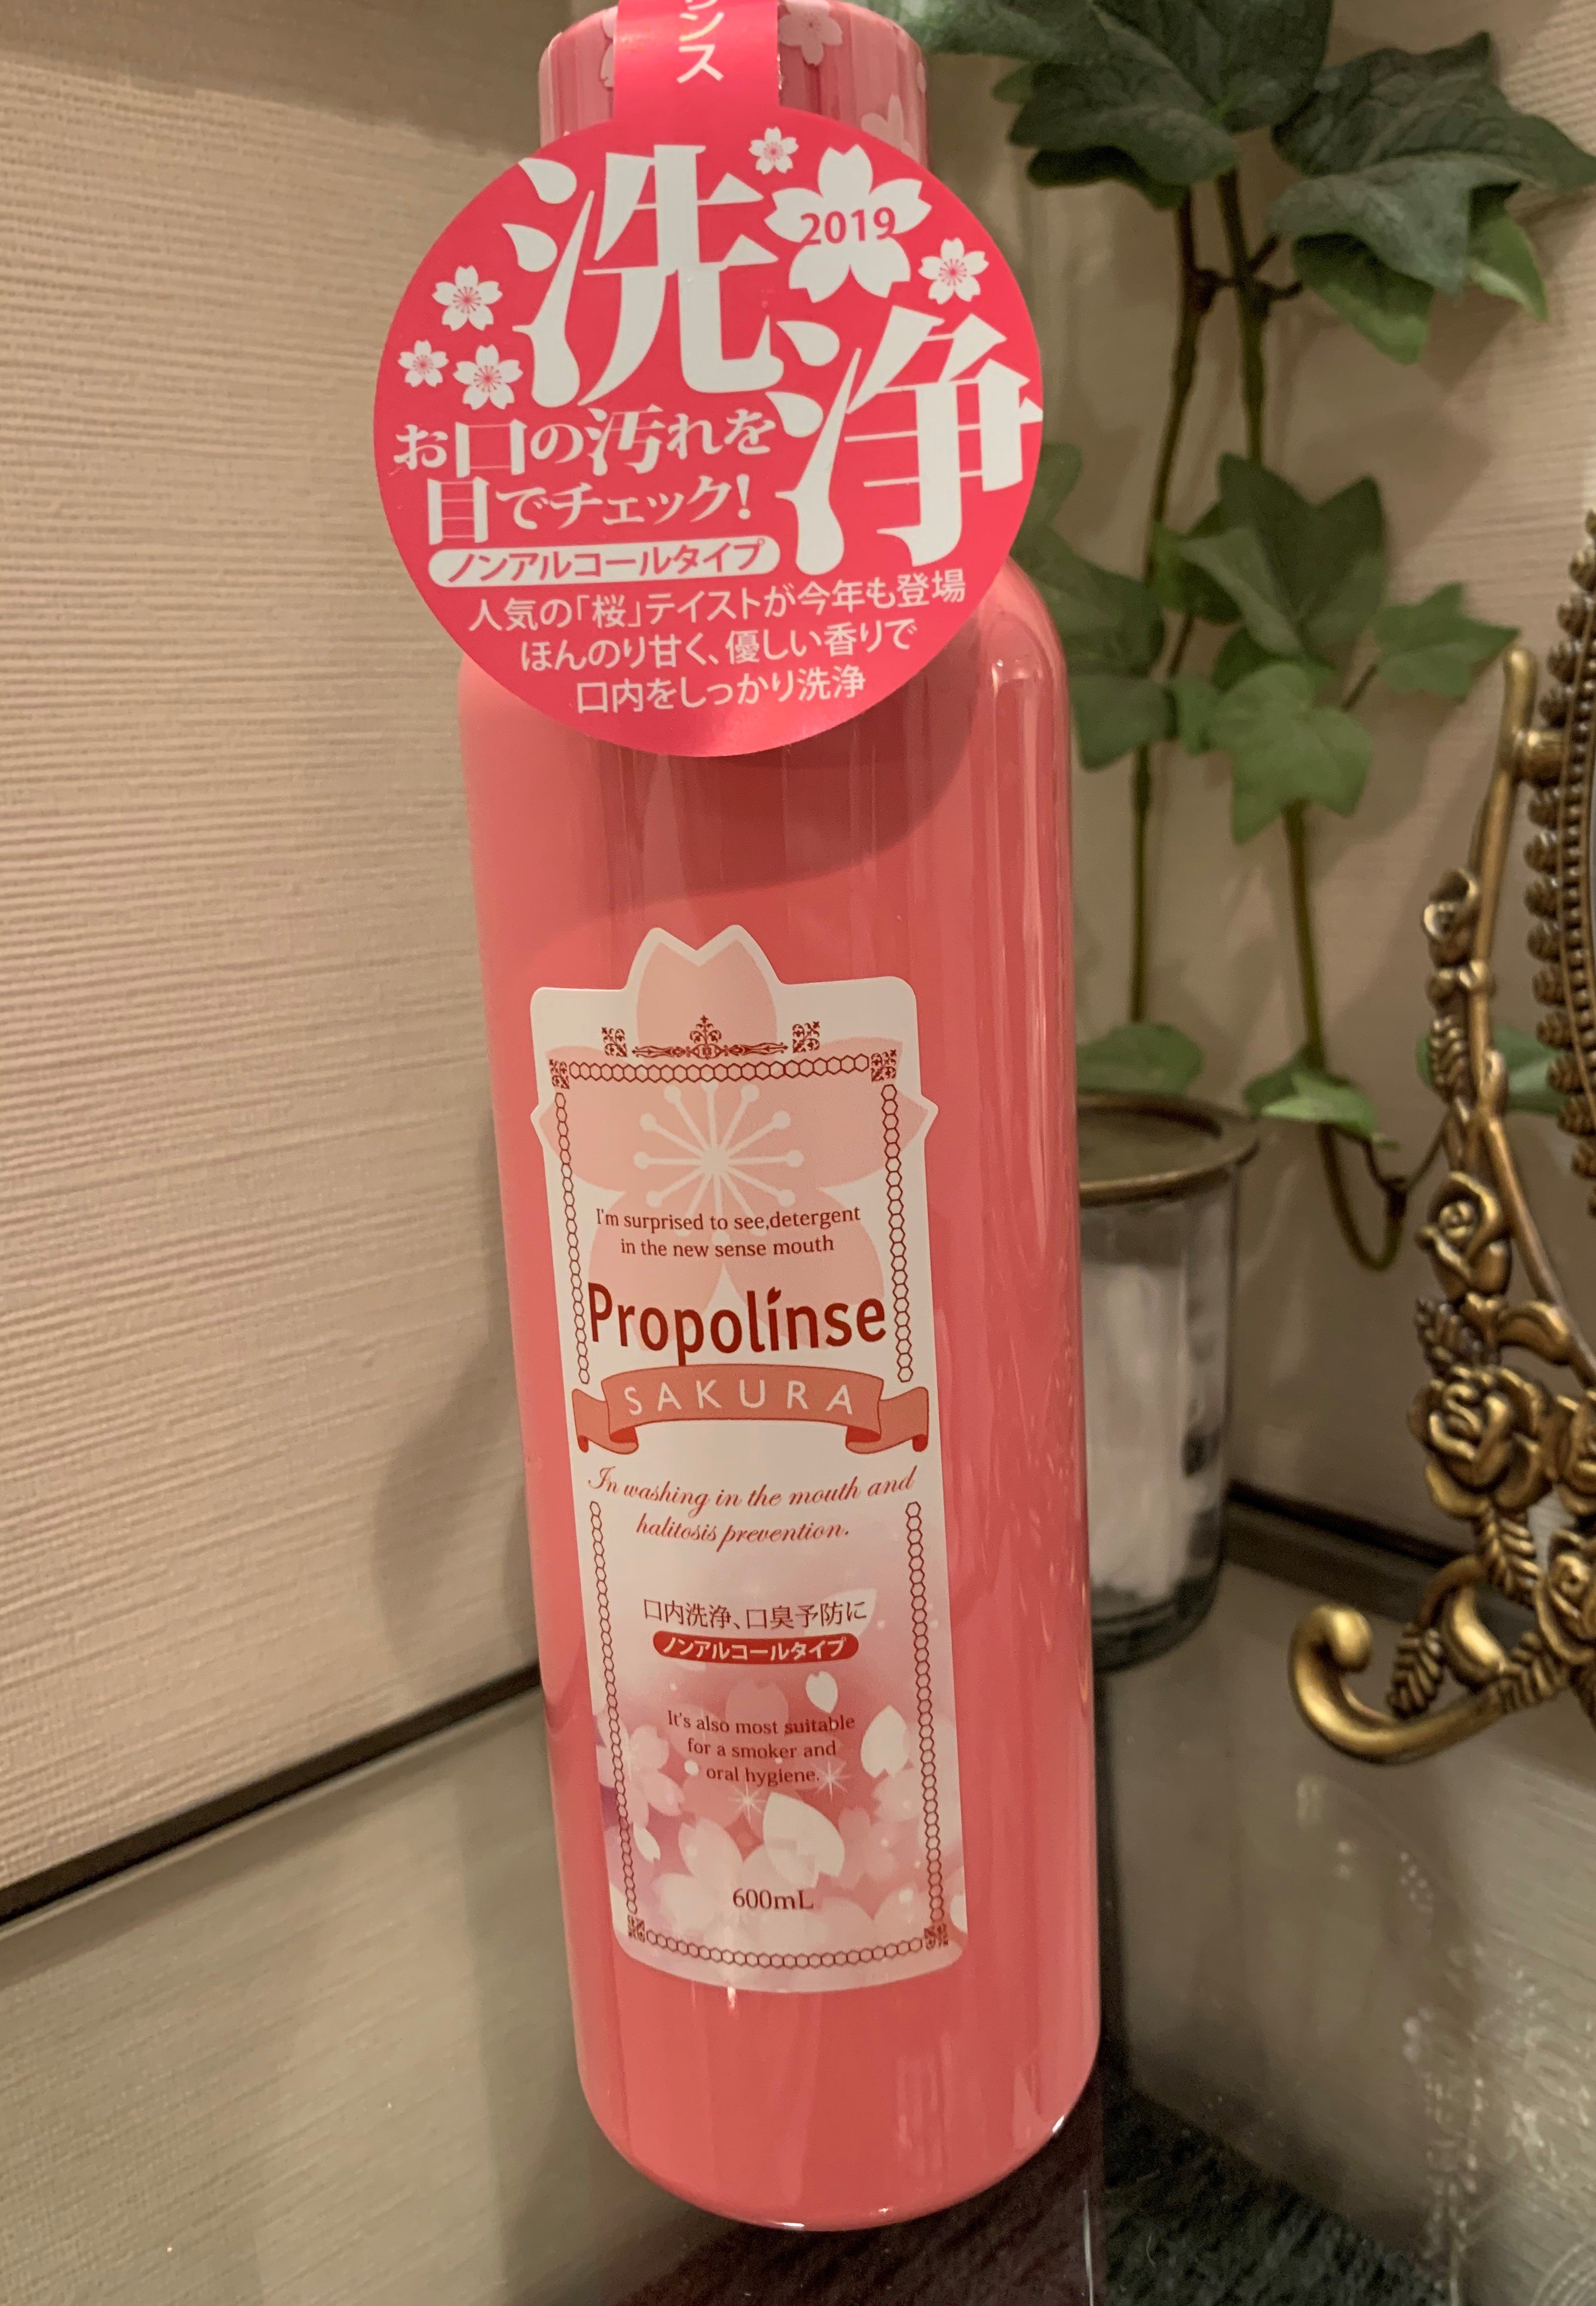 ンス
2019
洗浄
お口の汚れを
目でチェック!
ノンアルコールタイプ
人気の「桜」テイストが今年も登場
ほんのり甘く、優しい香りで
口内をしっかり洗浄
I'm surprised to see,detergent
in the new sense mouth
Propolinse
SAKURA
In washing in the mouth and
halitosis prevention.
口内洗浄、口臭予防に
ノンアルコールタイプ
It's also most suitable
for a smoker and
oral hygiene.
600mL